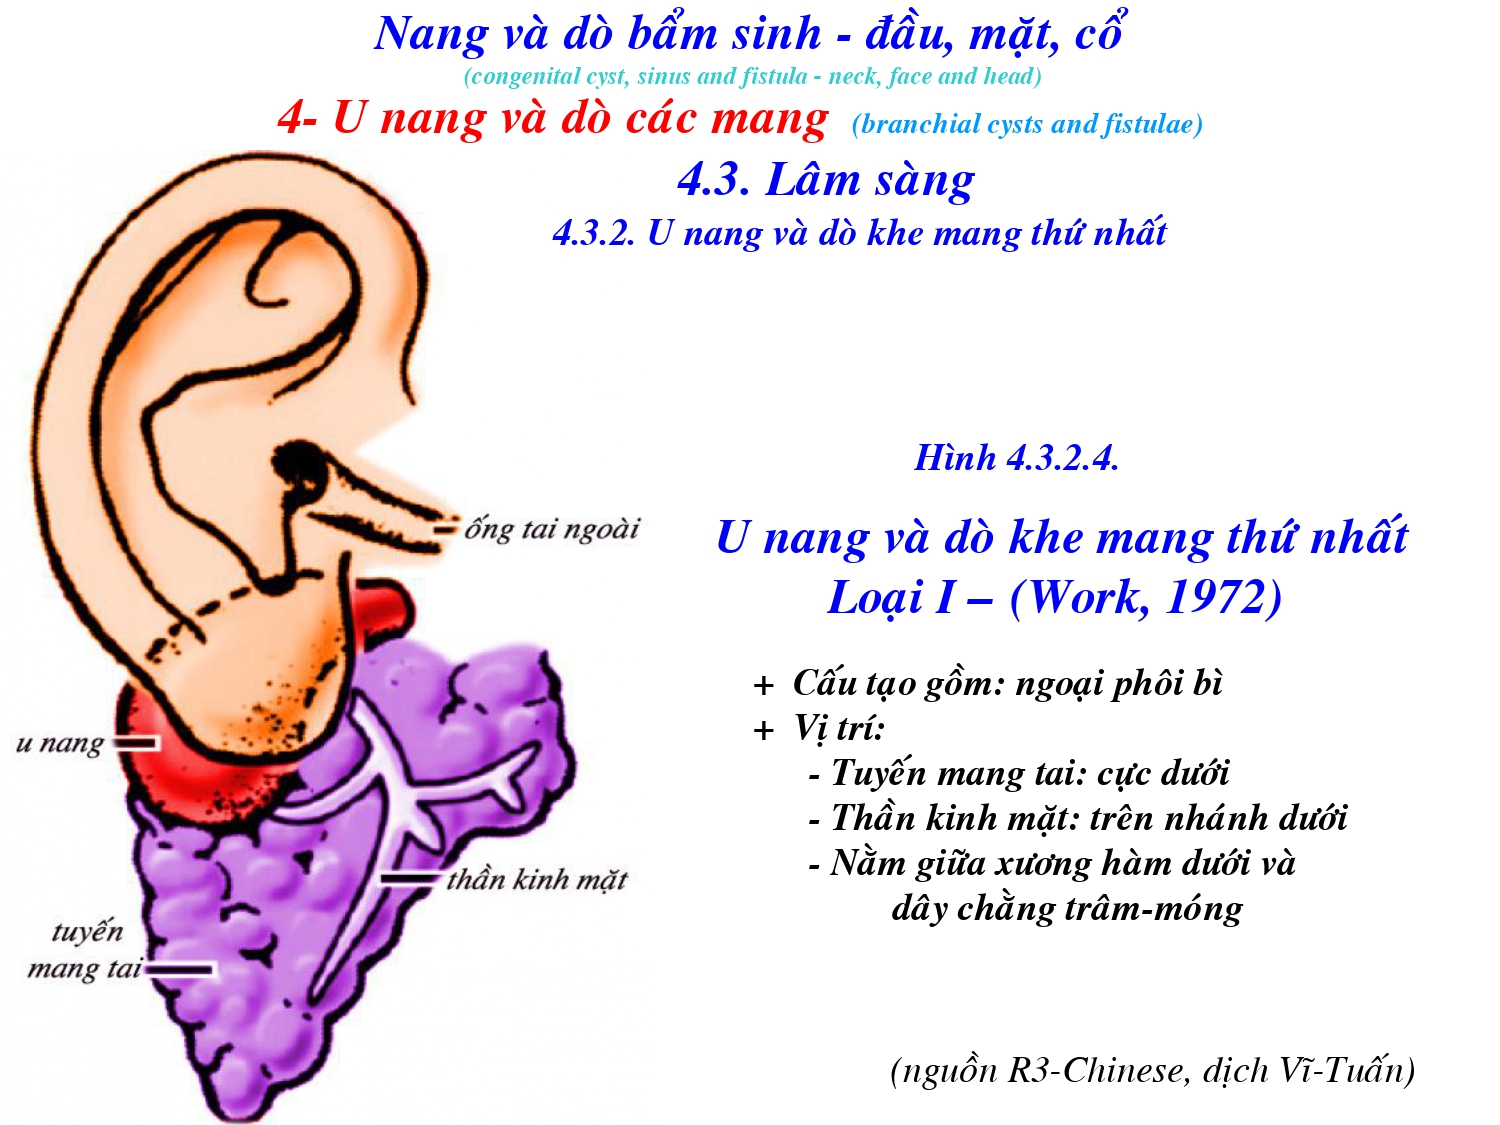 Nang và dò bẩm sinh - đầu, mặt, cổ
(congenital cyst, sinus and fistula - neck, face and head)
4- U nang và dò các mang (branchial cysts and fistulae)
4.3. Lâm sàng
4.3.2. U nang và dò khe mang thứ nhất
Hình 4.3.2.4.
ống tai ngoài
U nang và dò khe mang thứ nhất
Loại I – (Work, 1972)
+ Cấu tạo gồm: ngoại phôi bì
+ Vị trí:
u nang
- Tuyến mang tai: cực dưới
- Thần kinh mặt: trên nhánh dưới
- Nằm giữa xương hàm dưới và
dây chằng trâm-móng
thần kinh mặt
tuyến
mang tai
(nguồn R3-Chinese, dịch Vĩ-Tuấn)